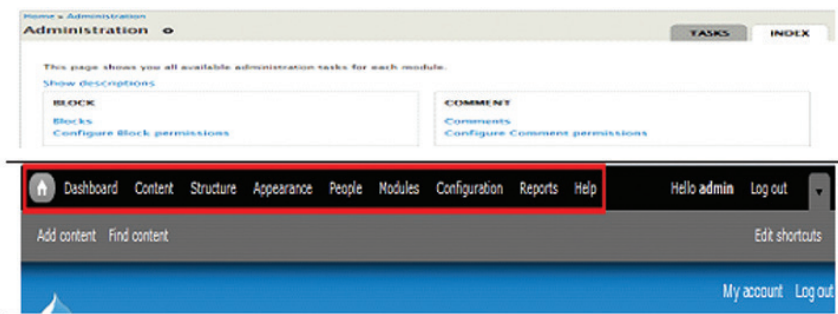 Home » Administration
Administration
TASKS INDEX
This page shows you all available administration tasks for each module.
Show descriptions
BLOCK
COMMENT
Blocks
Comments
Configure Block permissions
Configure Comment permissions
Dashboard Content Structure Appearance People Modules Configuration Reports Help Hello admin Log out
Add content Find content Edit shortcuts
My account Log out